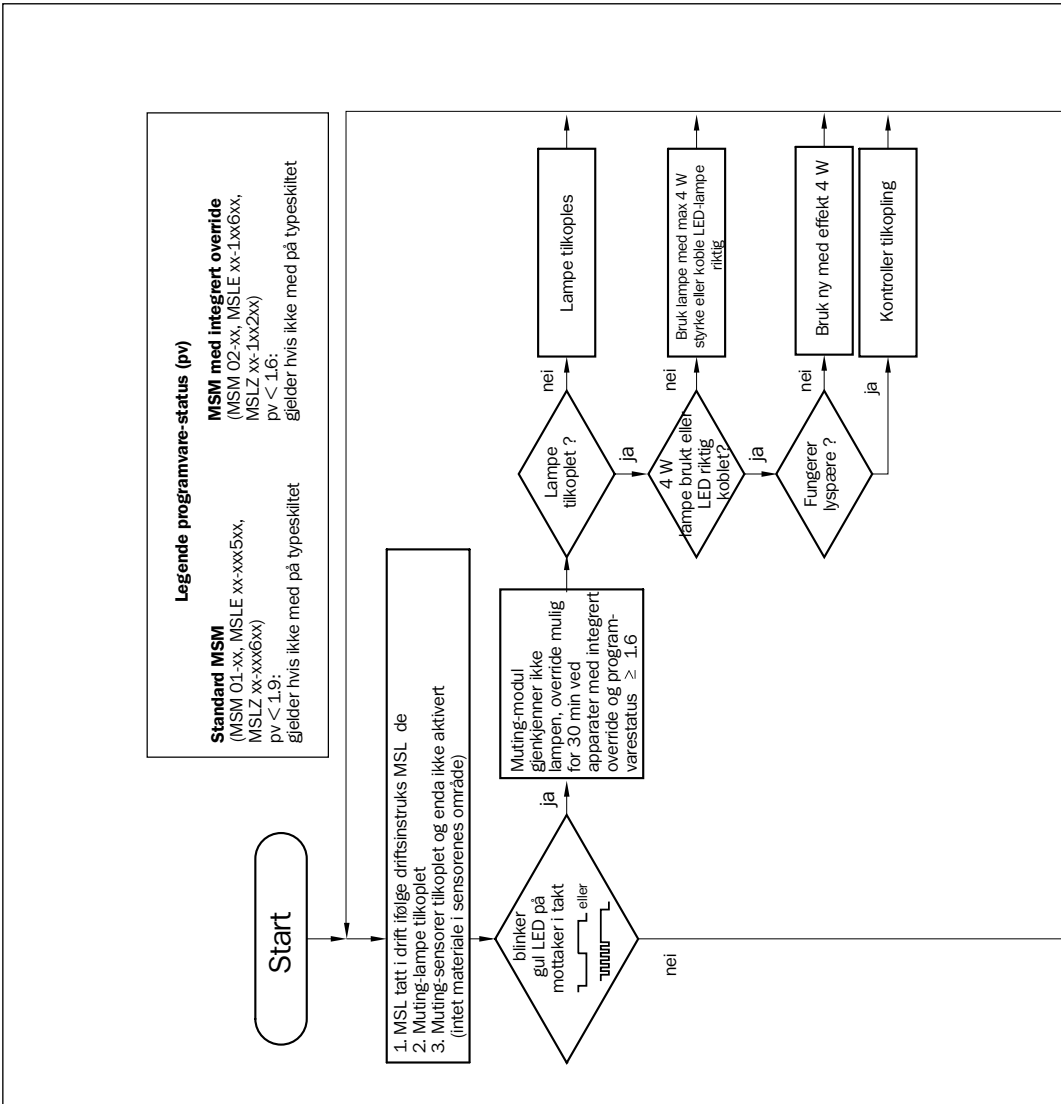 Legende programvare-status (pv)
Standard MSM
(MSM 01-xx, MSLE xx-xxx5xx,
MSLZ xx-xxx6xx)
pv < 1.9:
gjelder hvis ikke med på typeskiltet
MSM med integrert override
(MSM 02-xx, MSLE xx-1xx6xx,
MSLZ xx-1xx2xx)
pv < 1.6:
gjelder hvis ikke med på typeskiltet
Start
1. MSL tatt i drift ifølge driftsinstruks MSL de
2. Muting-lampe tilkoplet
3. Muting-sensorer tilkoplet og enda ikke aktivert
(intet materiale i sensorenes område)
blinker
gul LED på
mottaker i takt
eller
ja
nei
Muting-modul
gjenkjenner ikke
lampen, override mulig
for 30 min ved
apparater med integrert
override og program-
varestatus ≥ 1.6
Lampe
tilkoplet ?
nei
Lampe tilkoples
ja
4 W
lampe brukt eller
LED riktig
koblet?
nei
Bruk lampe med max 4 W
styrke eller koble LED-lampe
riktig
ja
Fungerer
lyspære ?
nei
Bruk ny med effekt 4 W
ja
Kontroller tilkopling